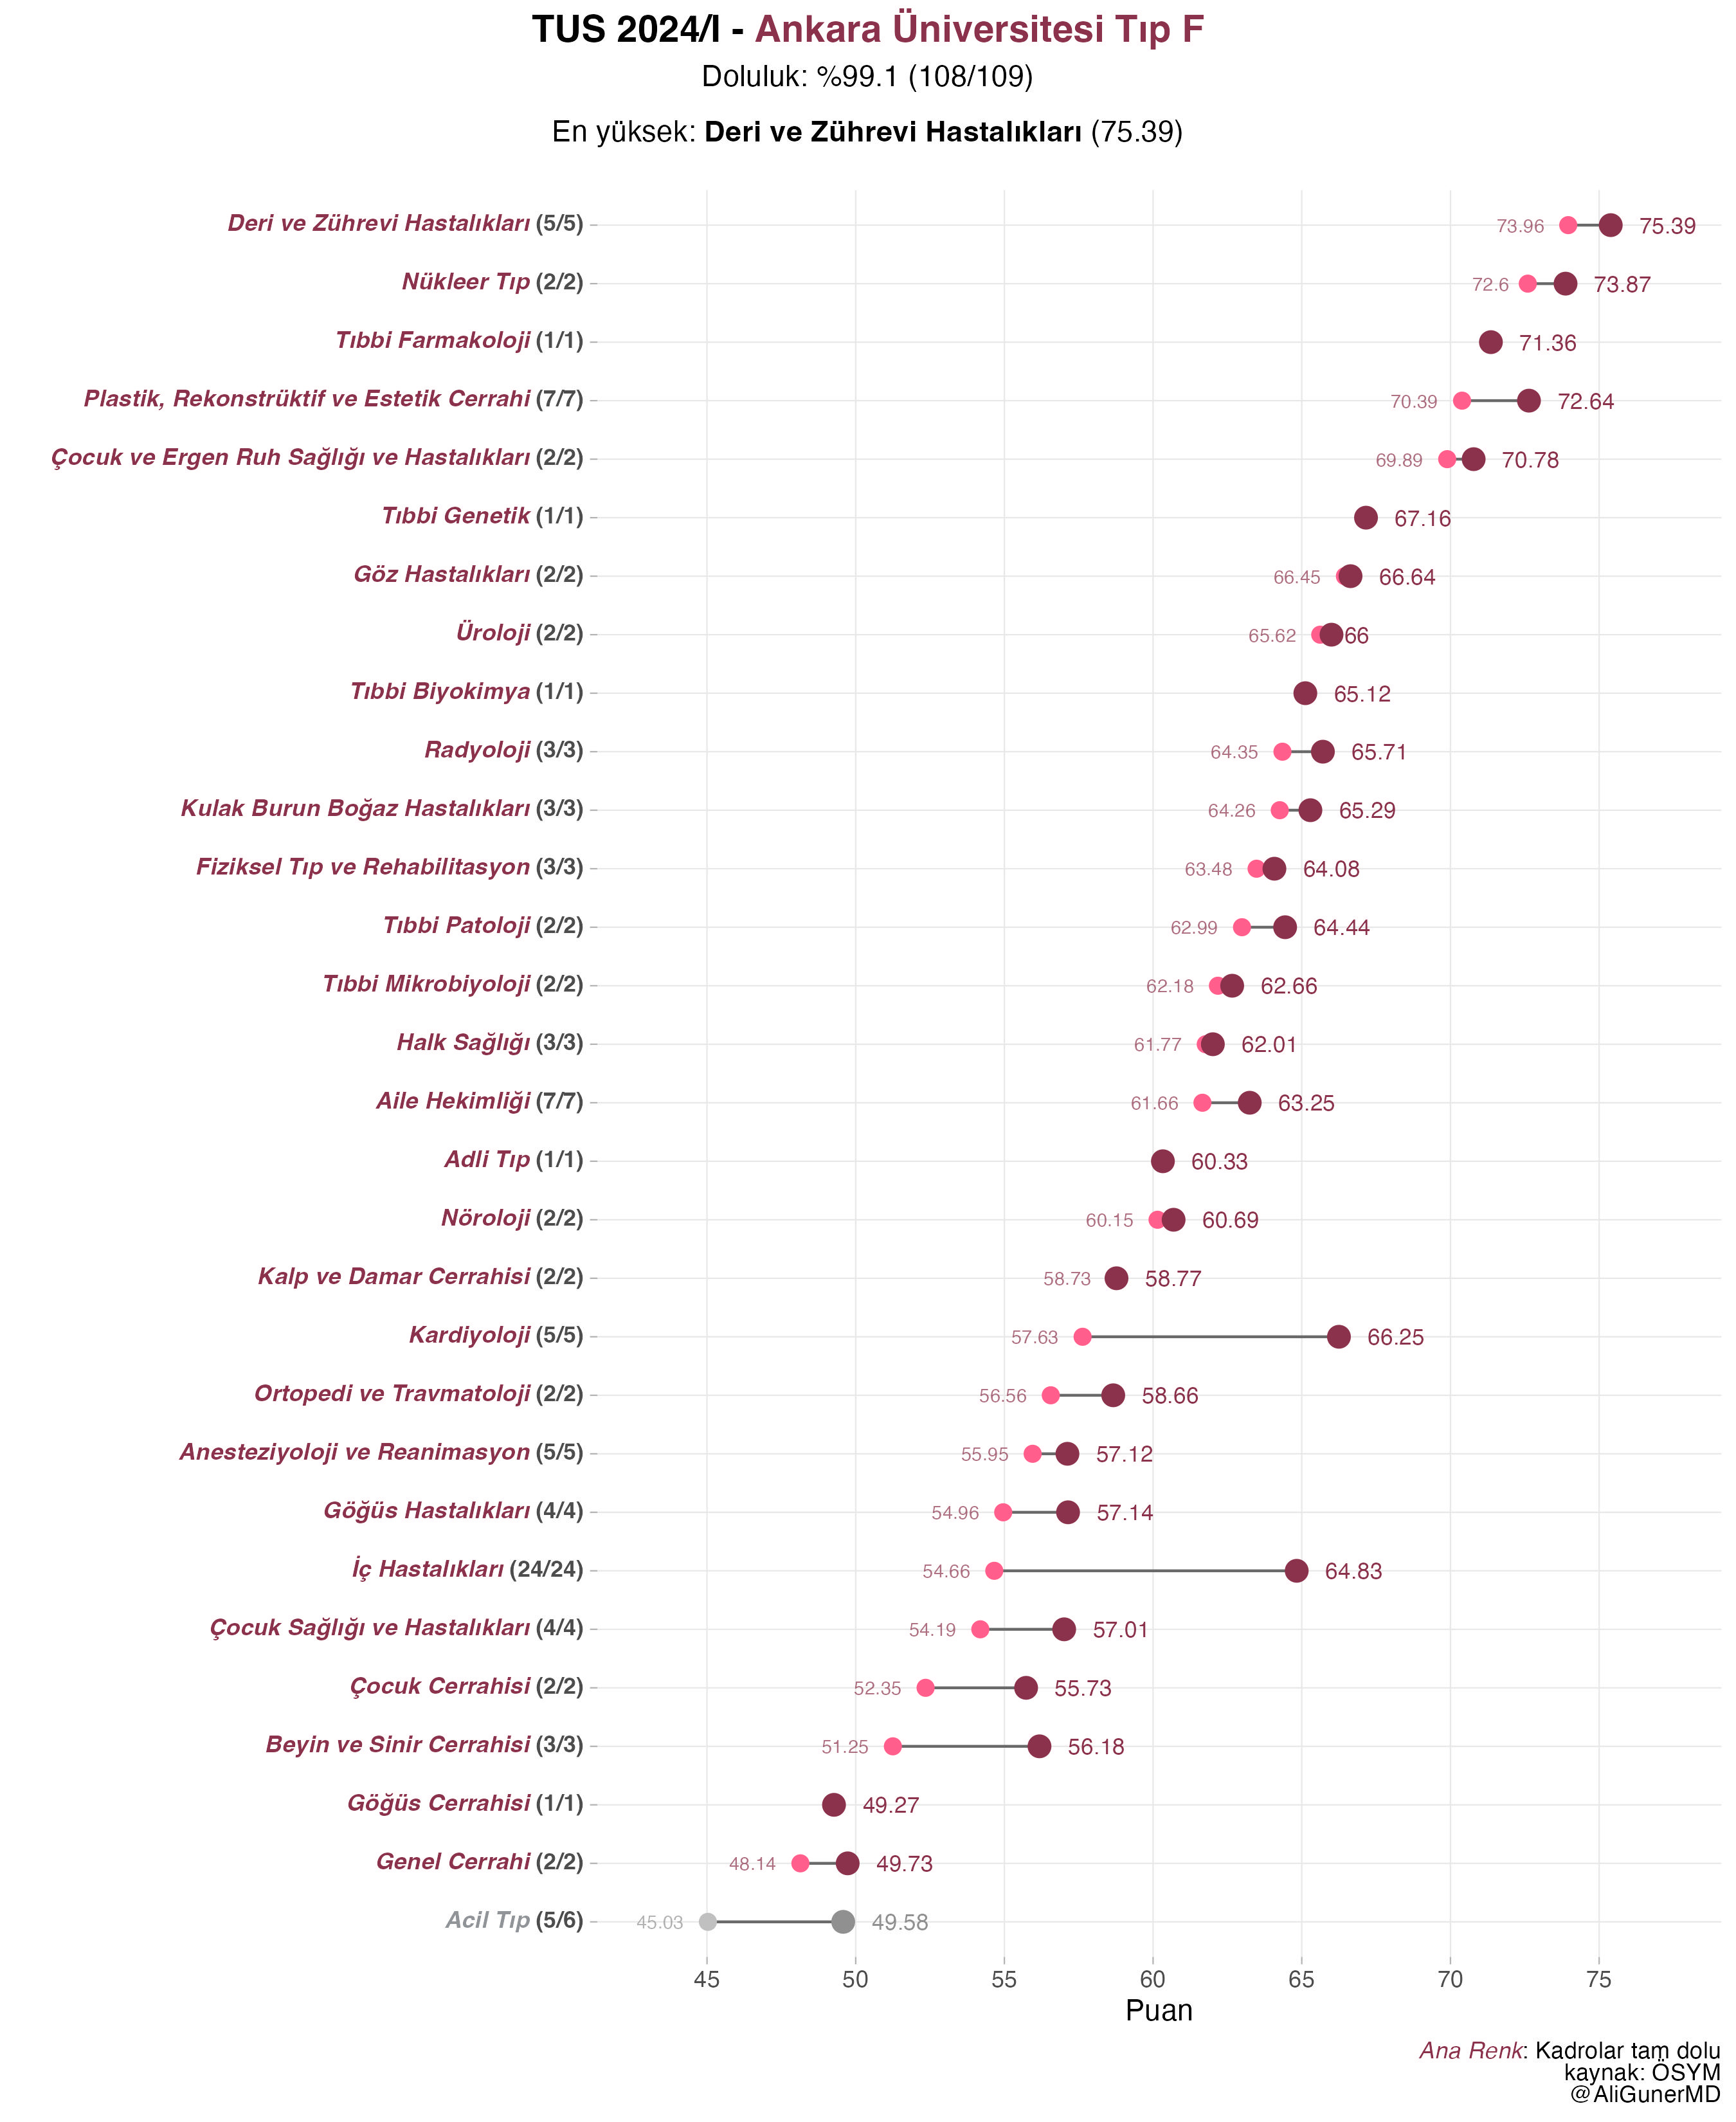 TUS 2024/I - Ankara Üniversitesi Tıp F
Doluluk: %99.1 (108/109)
En yüksek: Deri ve Zührevi Hastalıkları (75.39)
Deri ve Zührevi Hastalıkları (5/5) 73.96 75.39
Nükleer Tıp (2/2) 72.6 73.87
Tıbbi Farmakoloji (1/1) 71.36
Plastik, Rekonstrüktif ve Estetik Cerrahi (7/7) 70.39 72.64
Çocuk ve Ergen Ruh Sağlığı ve Hastalıkları (2/2) 69.89 70.78
Tıbbi Genetik (1/1) 67.16
Göz Hastalıkları (2/2) 66.45 66.64
Üroloji (2/2) 65.62 66
Tıbbi Biyokimya (1/1) 65.12
Radyoloji (3/3) 64.35 65.71
Kulak Burun Boğaz Hastalıkları (3/3) 64.26 65.29
Fiziksel Tıp ve Rehabilitasyon (3/3) 63.48 64.08
Tıbbi Patoloji (2/2) 62.99 64.44
Tıbbi Mikrobiyoloji (2/2) 62.18 62.66
Halk Sağlığı (3/3) 61.77 62.01
Aile Hekimliği (7/7) 61.66 63.25
Adli Tıp (1/1) 60.33
Nöroloji (2/2) 60.15 60.69
Kalp ve Damar Cerrahisi (2/2) 58.73 58.77
Kardiyoloji (5/5) 57.63 66.25
Ortopedi ve Travmatoloji (2/2) 56.56 58.66
Anesteziyoloji ve Reanimasyon (5/5) 55.95 57.12
Göğüs Hastalıkları (4/4) 54.96 57.14
İç Hastalıkları (24/24) 54.66 64.83
Çocuk Sağlığı ve Hastalıkları (4/4) 54.19 57.01
Çocuk Cerrahisi (2/2) 52.35 55.73
Beyin ve Sinir Cerrahisi (3/3) 51.25 56.18
Göğüs Cerrahisi (1/1) 49.27
Genel Cerrahi (2/2) 48.14 49.73
Acil Tıp (5/6) 45.03 49.58
45 50 55 60 65 70 75
Puan
Ana Renk: Kadrolar tam dolu
kaynak: ÖSYM
@AliGunerMD